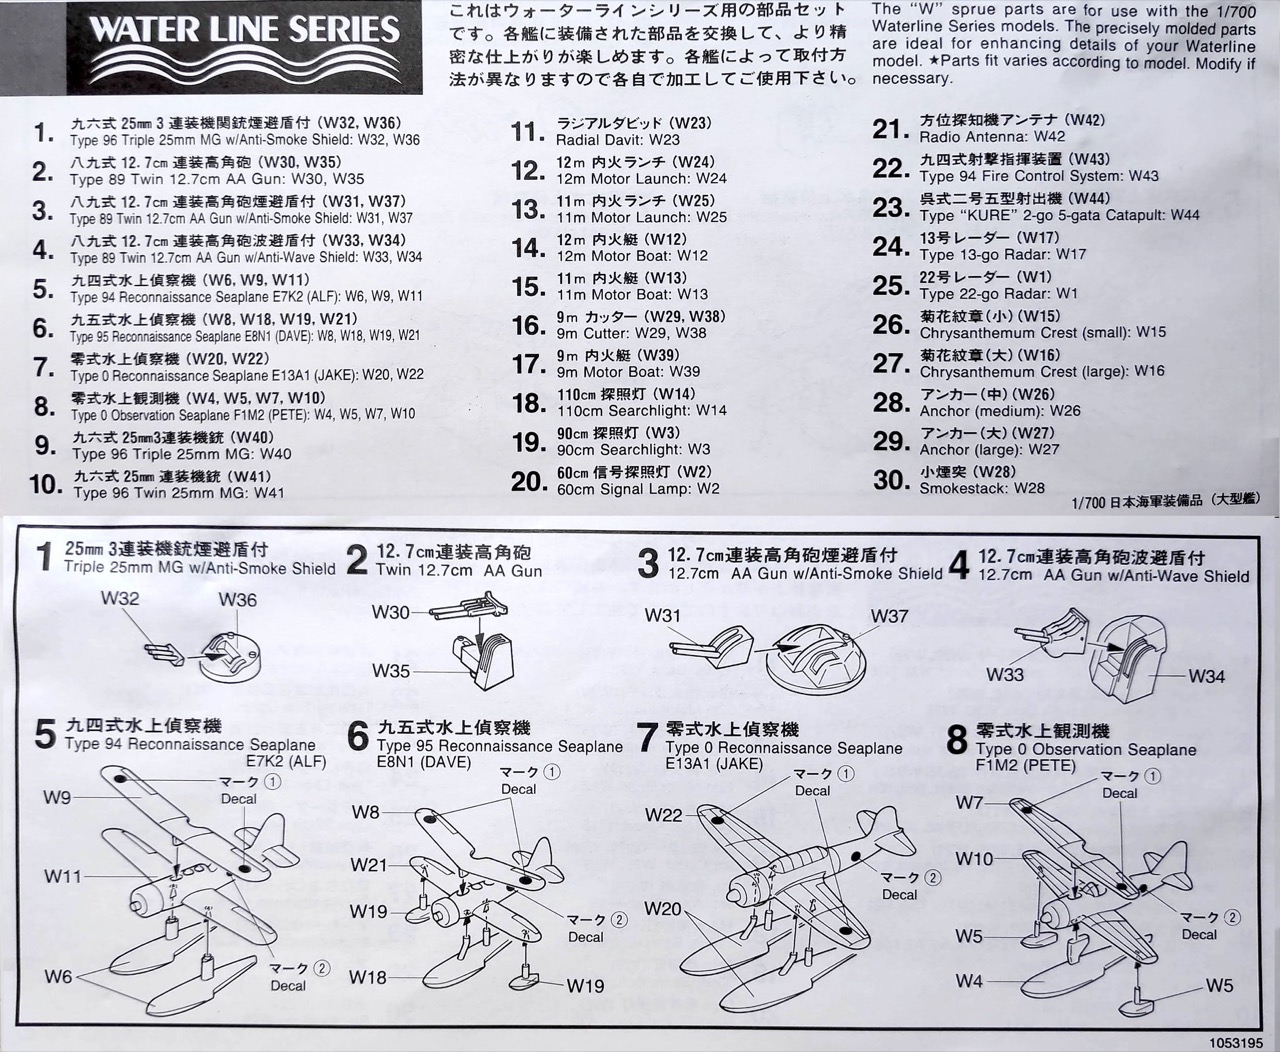 WATER LINE SERIES
これはウォーターラインシリーズ用の部品セット
です。各艦に装備された部品を交換して、より精
密な仕上がりが楽しめます。各艦によって取付方
法が異なりますので各自で加工してご使用下さい。
The "W" sprue parts are for use with the 1/700
Waterline Series models. The precisely molded parts
are ideal for enhancing details of your Waterline
model. ★Parts fit varies according to model. Modify if
necessary.
1. 九六式 25mm 3 連装機関銃煙避盾付 (W32, W36)
Type 96 Triple 25mm MG w/Anti-Smoke Shield: W32, W36
2. 八九式 12.7cm 連装高角砲 (W30, W35)
Type 89 Twin 12.7cm AA Gun: W30, W35
3. 八九式 12.7cm 連装高角砲煙避盾付 (W31, W37)
Type 89 Twin 12.7cm AA Gun w/Anti-Smoke Shield: W31, W37
4. 八九式 12.7cm 連装高角砲波避盾付 (W33, W34)
Type 89 Twin 12.7cm AA Gun w/Anti-Wave Shield: W33, W34
5. 九四式水上偵察機 (W6, W9, W11)
Type 94 Reconnaissance Seaplane E7K2 (ALF): W6, W9, W11
6. 九五式水上偵察機 (W8, W18, W19, W21)
Type 95 Reconnaissance Seaplane E8N1 (DAVE): W8, W18, W19, W21
7. 零式水上偵察機 (W20, W22)
Type 0 Reconnaissance Seaplane E13A1 (JAKE): W20, W22
8. 零式水上観測機 (W4, W5, W7, W10)
Type 0 Observation Seaplane F1M2 (PETE): W4, W5, W7, W10
9. 九六式 25mm3連装機銃 (W40)
Type 96 Triple 25mm MG: W40
10. 九六式 25mm 連装機銃 (W41)
Type 96 Twin 25mm MG: W41
11. ラジアルダビッド (W23)
Radial Davit: W23
12. 12m 内火ランチ (W24)
12m Motor Launch: W24
13. 11m 内火ランチ (W25)
11m Motor Launch: W25
14. 12m 内火艇 (W12)
12m Motor Boat: W12
15. 11m 内火艇 (W13)
11m Motor Boat: W13
16. 9m カッター (W29, W38)
9m Cutter: W29, W38
17. 9m 内火艇 (W39)
9m Motor Boat: W39
18. 110cm 探照灯 (W14)
110cm Searchlight: W14
19. 90cm 探照灯 (W3)
90cm Searchlight: W3
20. 60cm 信号探照灯 (W2)
60cm Signal Lamp: W2
21. 方位探知機アンテナ (W42)
Radio Antenna: W42
22. 九四式射撃指揮装置 (W43)
Type 94 Fire Control System: W43
23. 呉式二号五型射出機 (W44)
Type "KURE" 2-go 5-gata Catapult: W44
24. 13号レーダー (W17)
Type 13-go Radar: W17
25. 22号レーダー (W1)
Type 22-go Radar: W1
26. 菊花紋章(小) (W15)
Chrysanthemum Crest (small): W15
27. 菊花紋章(大) (W16)
Chrysanthemum Crest (large): W16
28. アンカー(中) (W26)
Anchor (medium): W26
29. アンカー(大) (W27)
Anchor (large): W27
30. 小煙突 (W28)
Smokestack: W28
1/700 日本海軍装備品 (大型艦)
1 25mm 3連装機銃煙避盾付
Triple 25mm MG w/Anti-Smoke Shield
W32
W36
2 12.7cm連装高角砲
Twin 12.7cm AA Gun
W30
W35
3 12.7cm連装高角砲煙避盾付
12.7cm AA Gun w/Anti-Smoke Shield
W31
W37
4 12.7cm連装高角砲波避盾付
12.7cm AA Gun w/Anti-Wave Shield
W33
W34
5 九四式水上偵察機
Type 94 Reconnaissance Seaplane
E7K2 (ALF)
マーク ①
Decal
W9
W11
W6
マーク ②
Decal
6 九五式水上偵察機
Type 95 Reconnaissance Seaplane
E8N1 (DAVE)
マーク ①
Decal
W8
W21
W19
マーク ②
Decal
W18
W19
7 零式水上偵察機
Type 0 Reconnaissance Seaplane
E13A1 (JAKE)
マーク ①
Decal
W22
マーク ②
Decal
W20
8 零式水上観測機
Type 0 Observation Seaplane
F1M2 (PETE)
マーク ①
Decal
W7
W10
マーク ②
Decal
W5
W4
W5
1053195